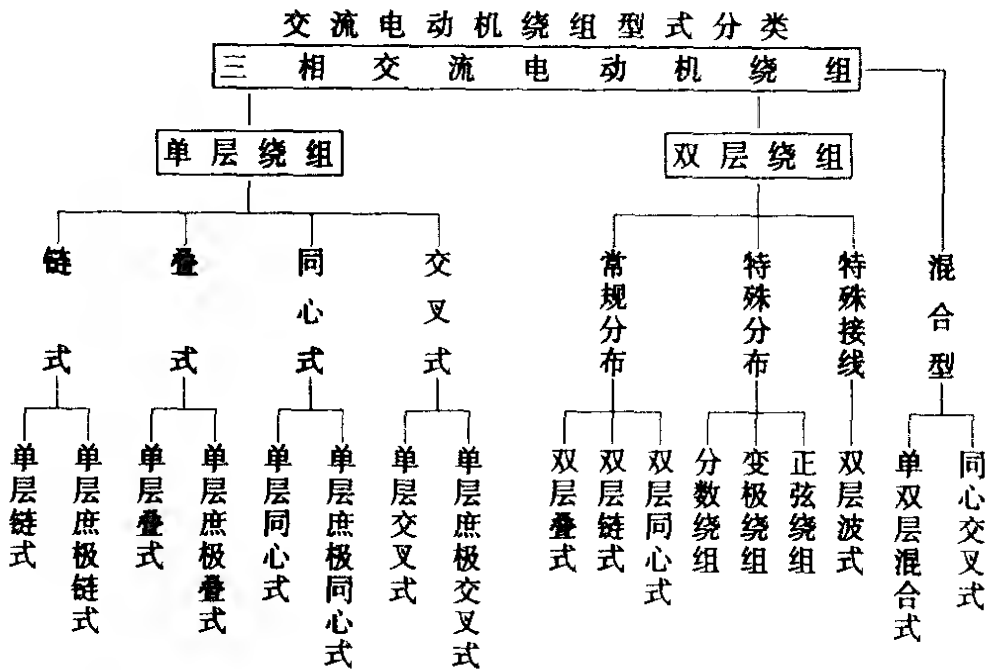 交流电动机绕组型式分类
三相交流电动机绕组
单层绕组
双层绕组
链式
叠式
同心式
交叉式
常规分布
特殊分布
特殊接线
混合型
单层链式
单层庶极链式
单层叠式
单层庶极叠式
单层同心式
单层庶极同心式
单层交叉式
单层庶极交叉式
双层叠式
双层链式
双层同心式
分数绕组
变极绕组
正弦绕组
双层波式
单双层混合式
同心交叉式